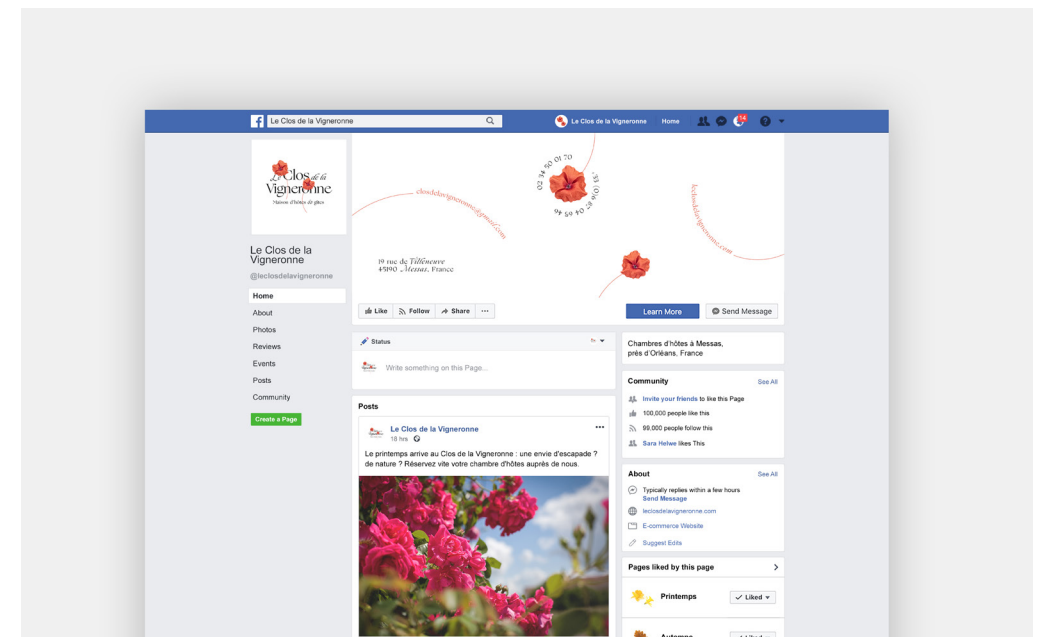 Le Clos de la Vigneronne
Le Clos de la Vigneronne
Home
14
Le Clos de la
Vigneronne
Maison d'hôtes & gîtes
Le Clos de la
Vigneronne
@leclosdelavigneronne
Home
About
Photos
Reviews
Events
Posts
Community
Create a Page
closdelavigneronne@gmail.com
02 34 50 01 70
leclosdelavigneronne.com
19 rue de Villeneuve
45190 Messas, France
Like
Follow
Share
Learn More
Send Message
Status
Write something on this Page...
Posts
Le Clos de la Vigneronne
18 hrs
Le printemps arrive au Clos de la Vigneronne : une envie d'escapade ?
de nature ? Réservez vite votre chambre d'hôtes auprès de nous.
Chambres d'hôtes à Messas,
près d'Orléans, France
Community
See All
Invite your friends to like this Page
100,000 people like this
99,000 people follow this
Sara Helwe likes This
About
See All
Typically replies within a few hours
Send Message
leclosdelavigneronne.com
E-commerce Website
Suggest Edits
Pages liked by this page
Printemps
Liked